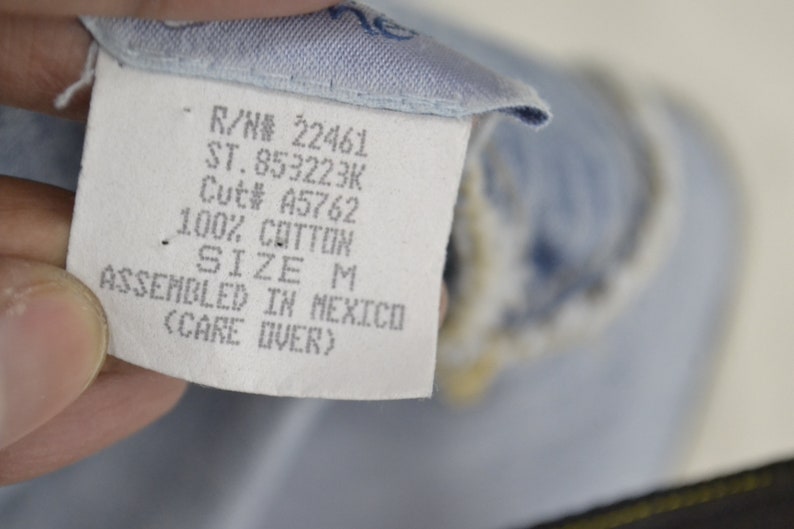 R/N# 22461
ST. 853223K
Cut# A5762
100% COTTON
SIZE M
ASSEMBLED IN MEXICO
(CARE OVER)